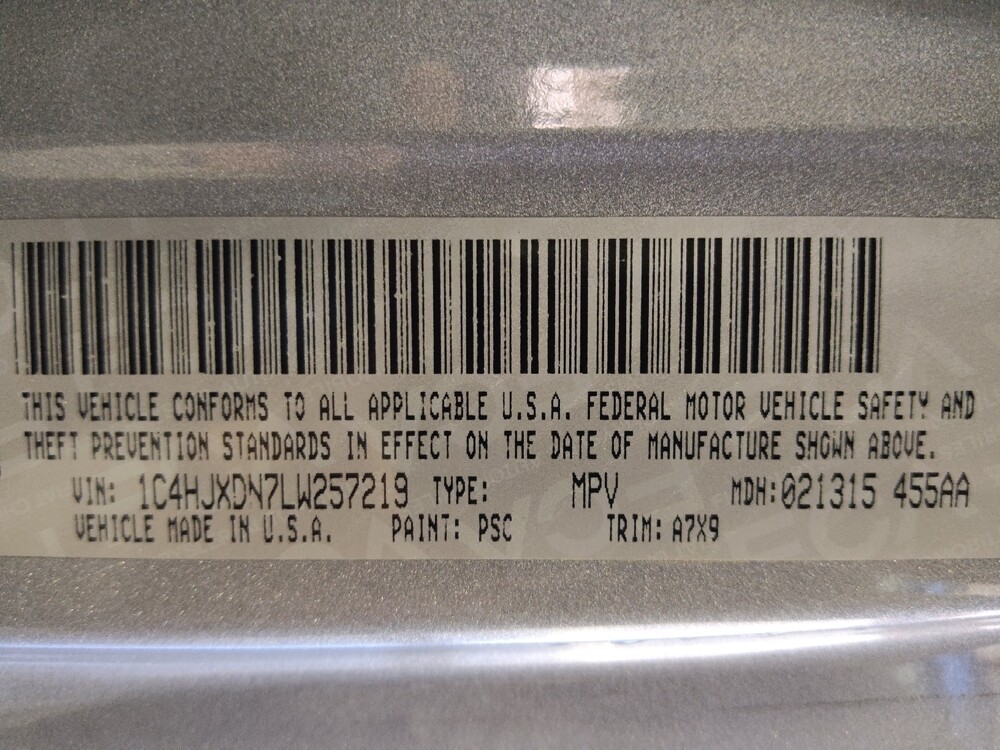 THIS VEHICLE CONFORMS TO ALL APPLICABLE U.S.A. FEDERAL MOTOR VEHICLE SAFETY AND
THEFT PREVENTION STANDARDS IN EFFECT ON THE DATE OF MANUFACTURE SHOWN ABOVE.
VIN: 1C4HJXDN7LW257219 TYPE: MPV MDH: 021315 455AA
VEHICLE MADE IN U.S.A. PAINT: PSC TRIM: A7X9